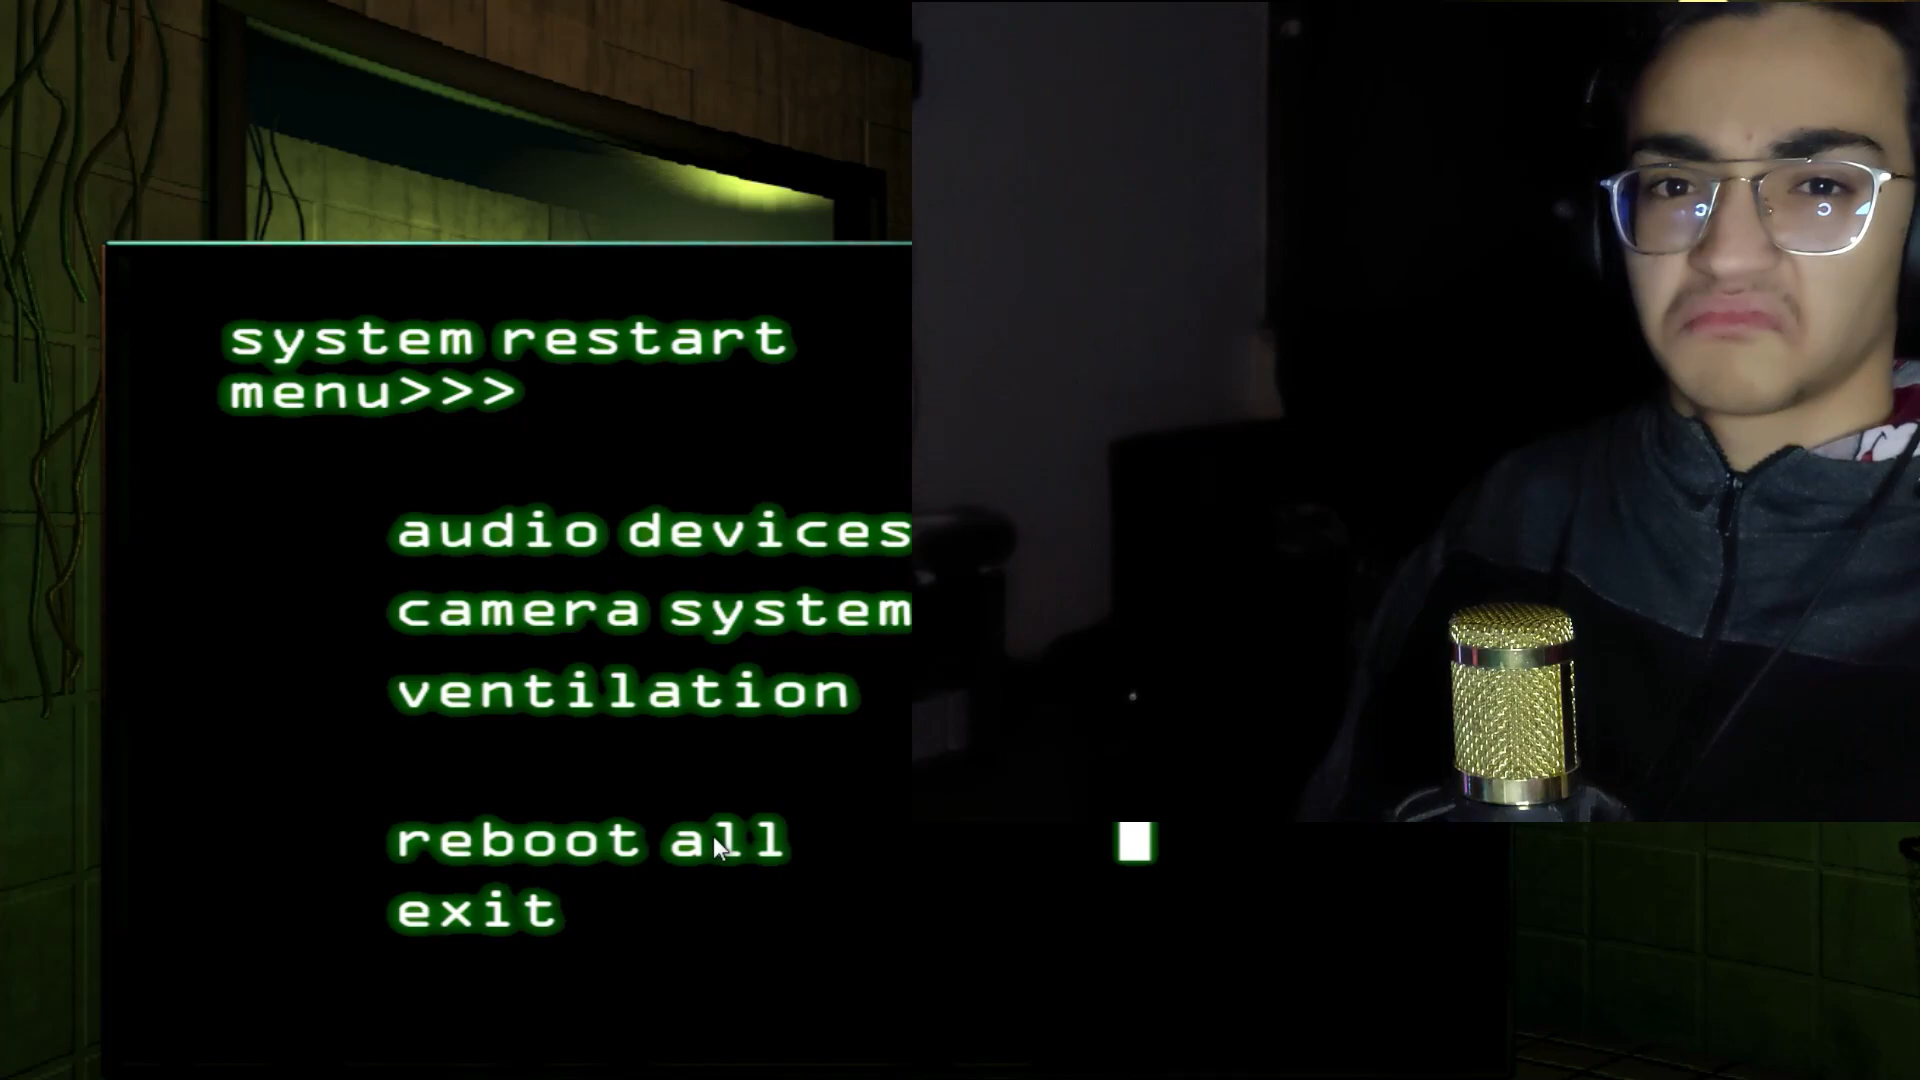 system restart
menu>>>
audio devices
camera system
ventilation
reboot all
exit